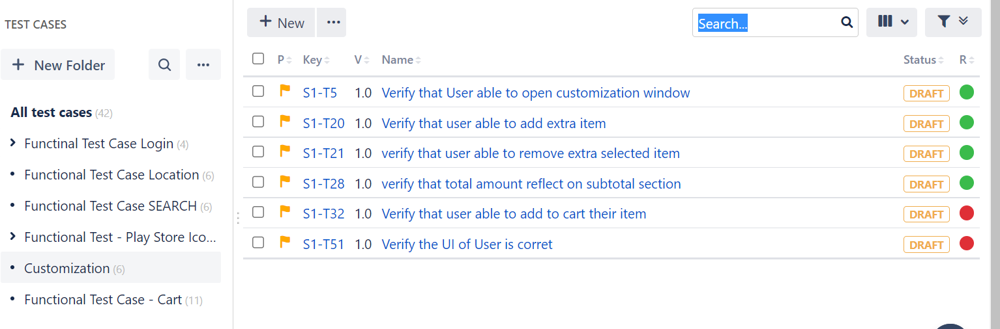 TEST CASES
New Folder
All test cases (42)
Functinal Test Case Login (4)
Functional Test Case Location (6)
Functional Test Case SEARCH (6)
Functional Test - Play Store Ico...
Customization (6)
Functional Test Case - Cart (11)
New
Search...
P Key V Name Status R
S1-T5 1.0 Verify that User able to open customization window DRAFT
S1-T20 1.0 Verify that user able to add extra item DRAFT
S1-T21 1.0 verify that user able to remove extra selected item DRAFT
S1-T28 1.0 verify that total amount reflect on subtotal section DRAFT
S1-T32 1.0 Verify that user able to add to cart their item DRAFT
S1-T51 1.0 Verify the UI of User is corret DRAFT